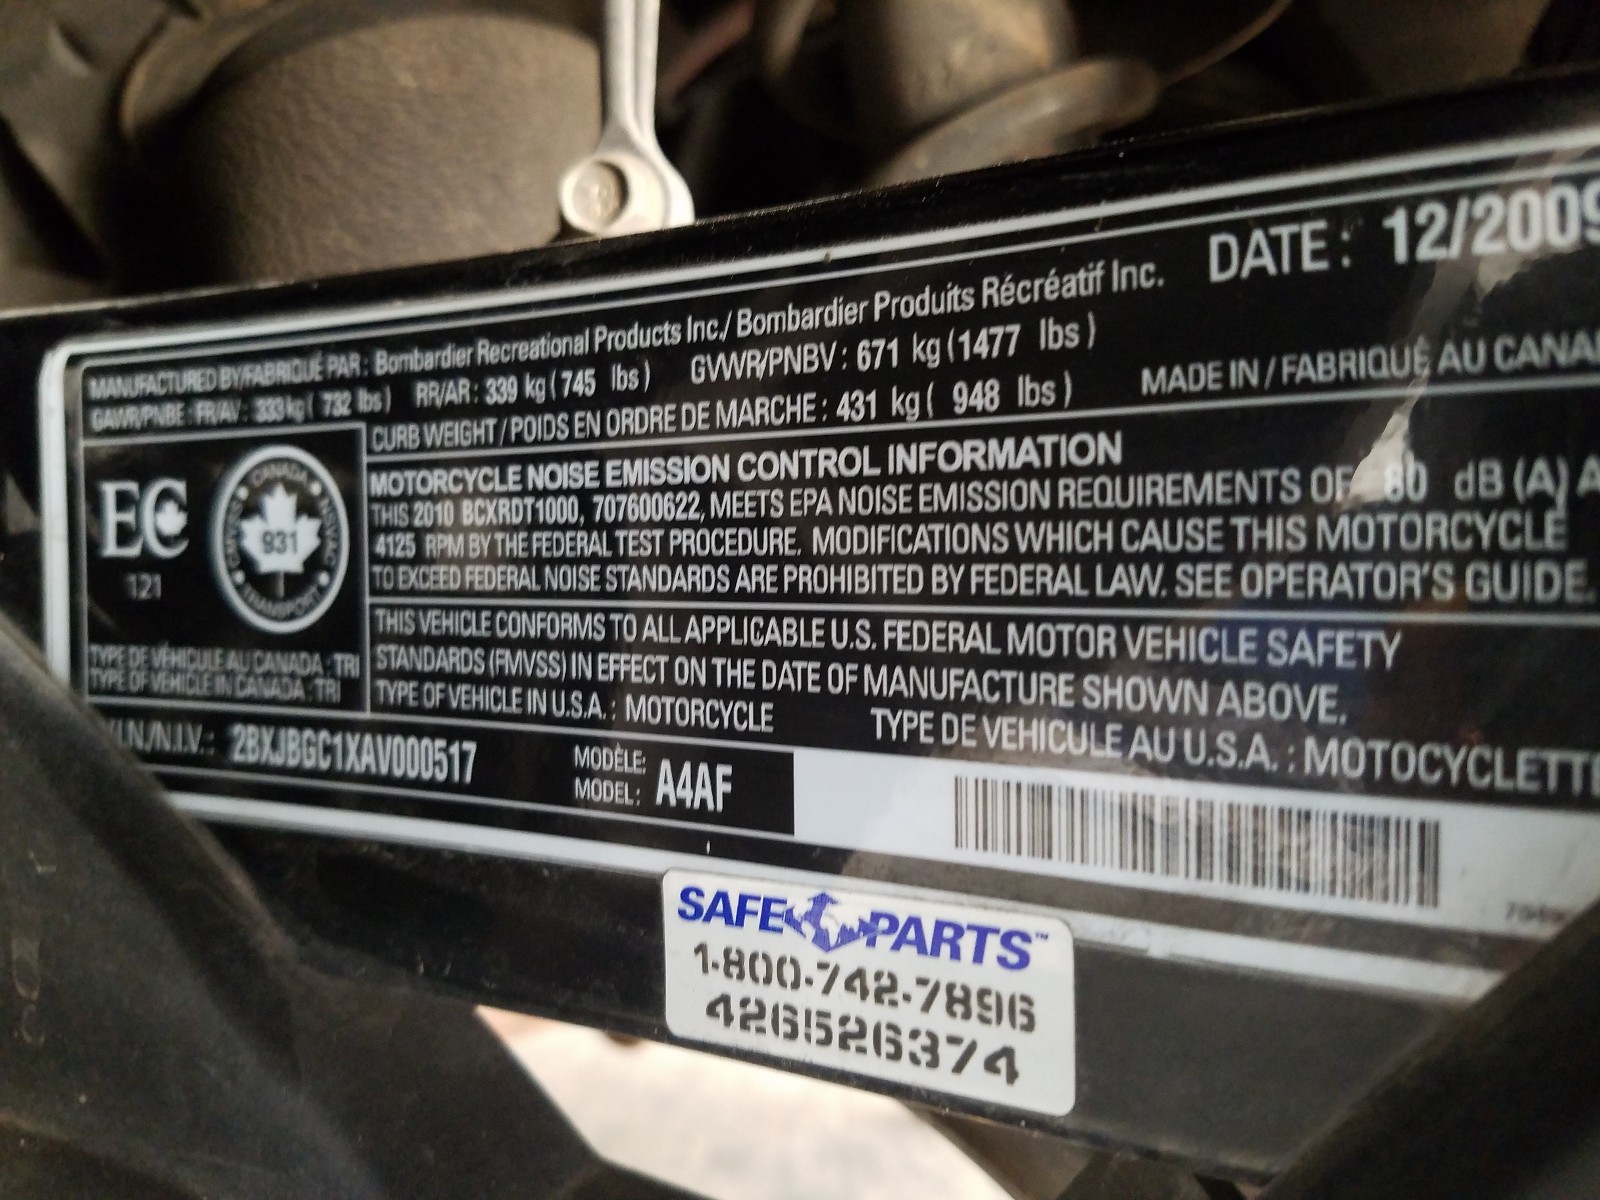 DATE : 12/2009
MANUFACTURED BY/FABRIQUÉ PAR : Bombardier Recreational Products Inc./ Bombardier Produits Récréatif Inc.
GAWR/PNBE : FR/AV : 333 kg ( 732 lbs ) RR/AR : 339 kg ( 745 lbs ) GVWR/PNBV : 671 kg ( 1477 lbs )
CURB WEIGHT / POIDS EN ORDRE DE MARCHE : 431 kg ( 948 lbs ) MADE IN / FABRIQUÉ AU CANA
MOTORCYCLE NOISE EMISSION CONTROL INFORMATION
THIS 2010 BCXRDT1000, 707600622, MEETS EPA NOISE EMISSION REQUIREMENTS OF 80 dB (A) A
4125 RPM BY THE FEDERAL TEST PROCEDURE. MODIFICATIONS WHICH CAUSE THIS MOTORCYCLE
TO EXCEED FEDERAL NOISE STANDARDS ARE PROHIBITED BY FEDERAL LAW. SEE OPERATOR'S GUIDE.
EC
121
CANADA
931
TRANSPORT
TYPE DE VÉHICULE AU CANADA : TRI
TYPE OF VEHICLE IN CANADA : TRI
THIS VEHICLE CONFORMS TO ALL APPLICABLE U.S. FEDERAL MOTOR VEHICLE SAFETY
STANDARDS (FMVSS) IN EFFECT ON THE DATE OF MANUFACTURE SHOWN ABOVE.
TYPE OF VEHICLE IN U.S.A. : MOTORCYCLE TYPE DE VÉHICULE AU U.S.A. : MOTOCYCLETTE
V.I.N./N.I.V.: 2BXJBGC1XAV000517
MODÈLE:
MODEL: A4AF
SAFE PARTS™
1-800-742-7896
426526374